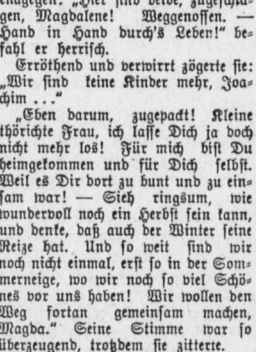 entgegen. „Hier sind beide, zugeschla-
gen, Magdalene! Weggenossen. —
Hand in Hand durch's Leben!“ be-
fahl er herrisch.
Erröthend und verwirrt zögerte sie:
„Wir sind keine Kinder mehr, Joa-
chim ...“
„Eben darum, zugepackt! Kleine
thörichte Frau, ich lasse Dich ja doch
nicht mehr los! Für mich bist Du
heimgekommen und für Dich selbst.
Weil es Dir dort zu bunt und zu ein-
sam war! — Sieh ringsum, wie
wundervoll noch ein Herbst sein kann,
und denke, daß auch der Winter seine
Reize hat. Und so weit sind wir
noch nicht einmal, erst in der Som-
merneige, wo wir noch so viel Schö-
nes vor uns haben! Wir wollen den
Weg fortan gemeinsam machen,
Magda.“ Seine Stimme war so
überzeugend, trotzdem sie zitterte.